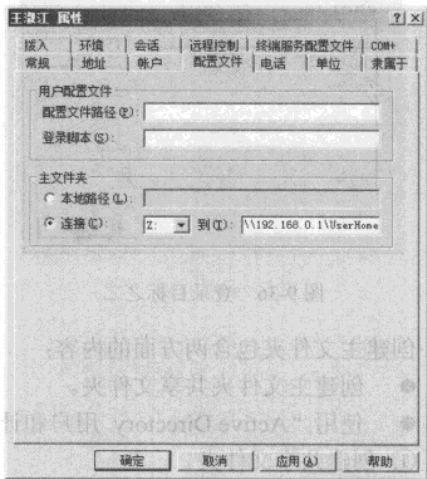 王淑江 属性
拨入 环境 会话 远程控制 终端服务配置文件 COM+
常规 地址 帐户 配置文件 电话 单位 隶属于
用户配置文件
配置文件路径(P):
登录脚本(S):
主文件夹
本地路径(L):
连接(C): Z: 到(T): \\192.168.0.1\UserHome
图 9-36 登录目标之二
创建主文件夹包含两方面的内容。
● 创建主文件夹共享文件夹。
● 使用“Active Directory 用户和
确定 取消 应用(A) 帮助